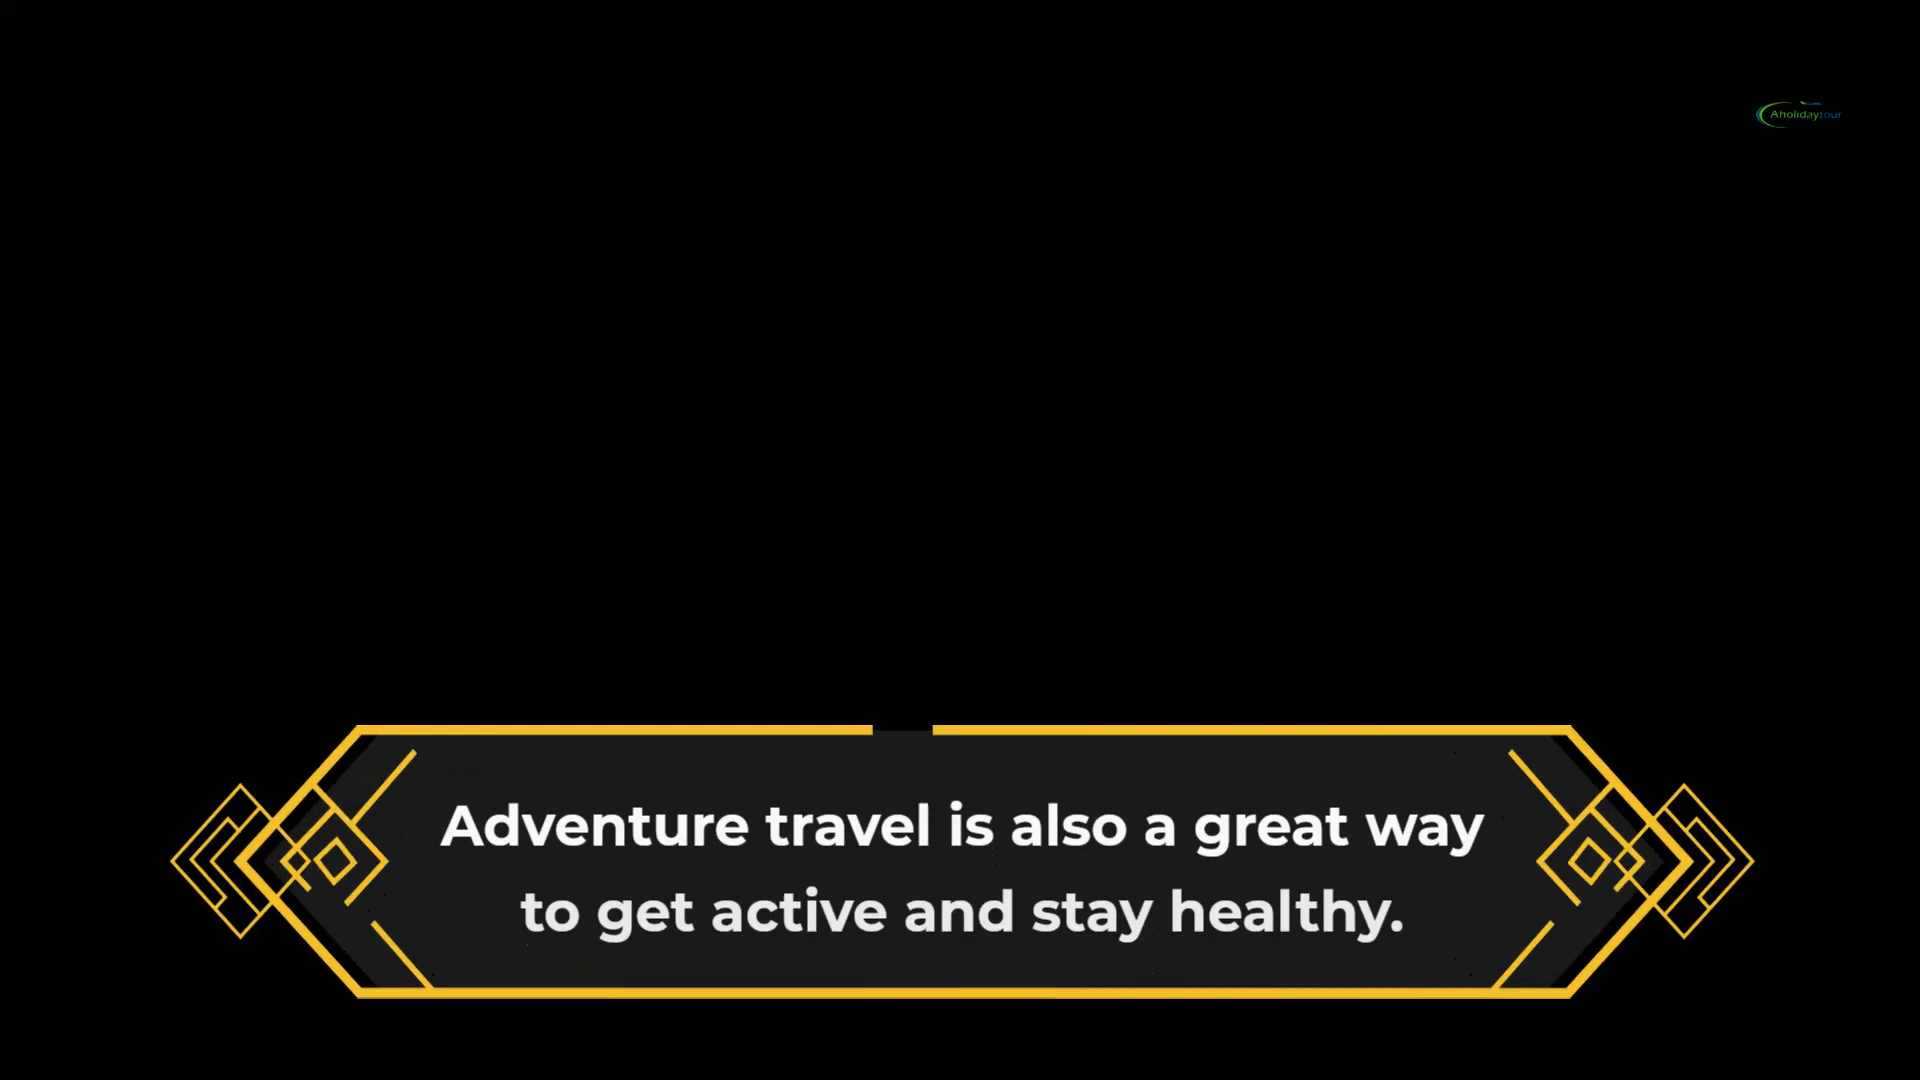 Aholidaytour
Adventure travel is also a great way
to get active and stay healthy.